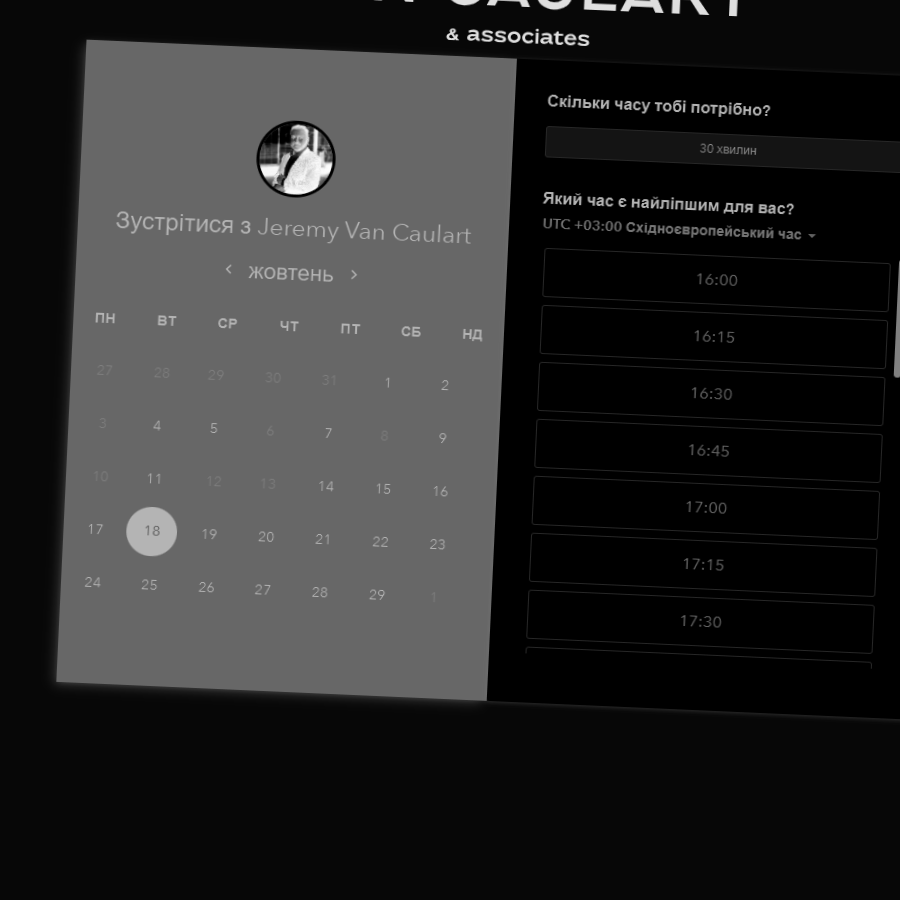 CAULART
& associates
Зустрітися з Jeremy Van Caulart
жовтень
ПН ВТ СР ЧТ ПТ СБ НД
27 28 29 30 31 1 2
3 4 5 6 7 8 9
10 11 12 13 14 15 16
17 18 19 20 21 22 23
24 25 26 27 28 29 1
Скільки часу тобі потрібно?
30 хвилин
Який час є найліпшим для вас?
UTC +03:00 Східноєвропейський час
16:00
16:15
16:30
16:45
17:00
17:15
17:30